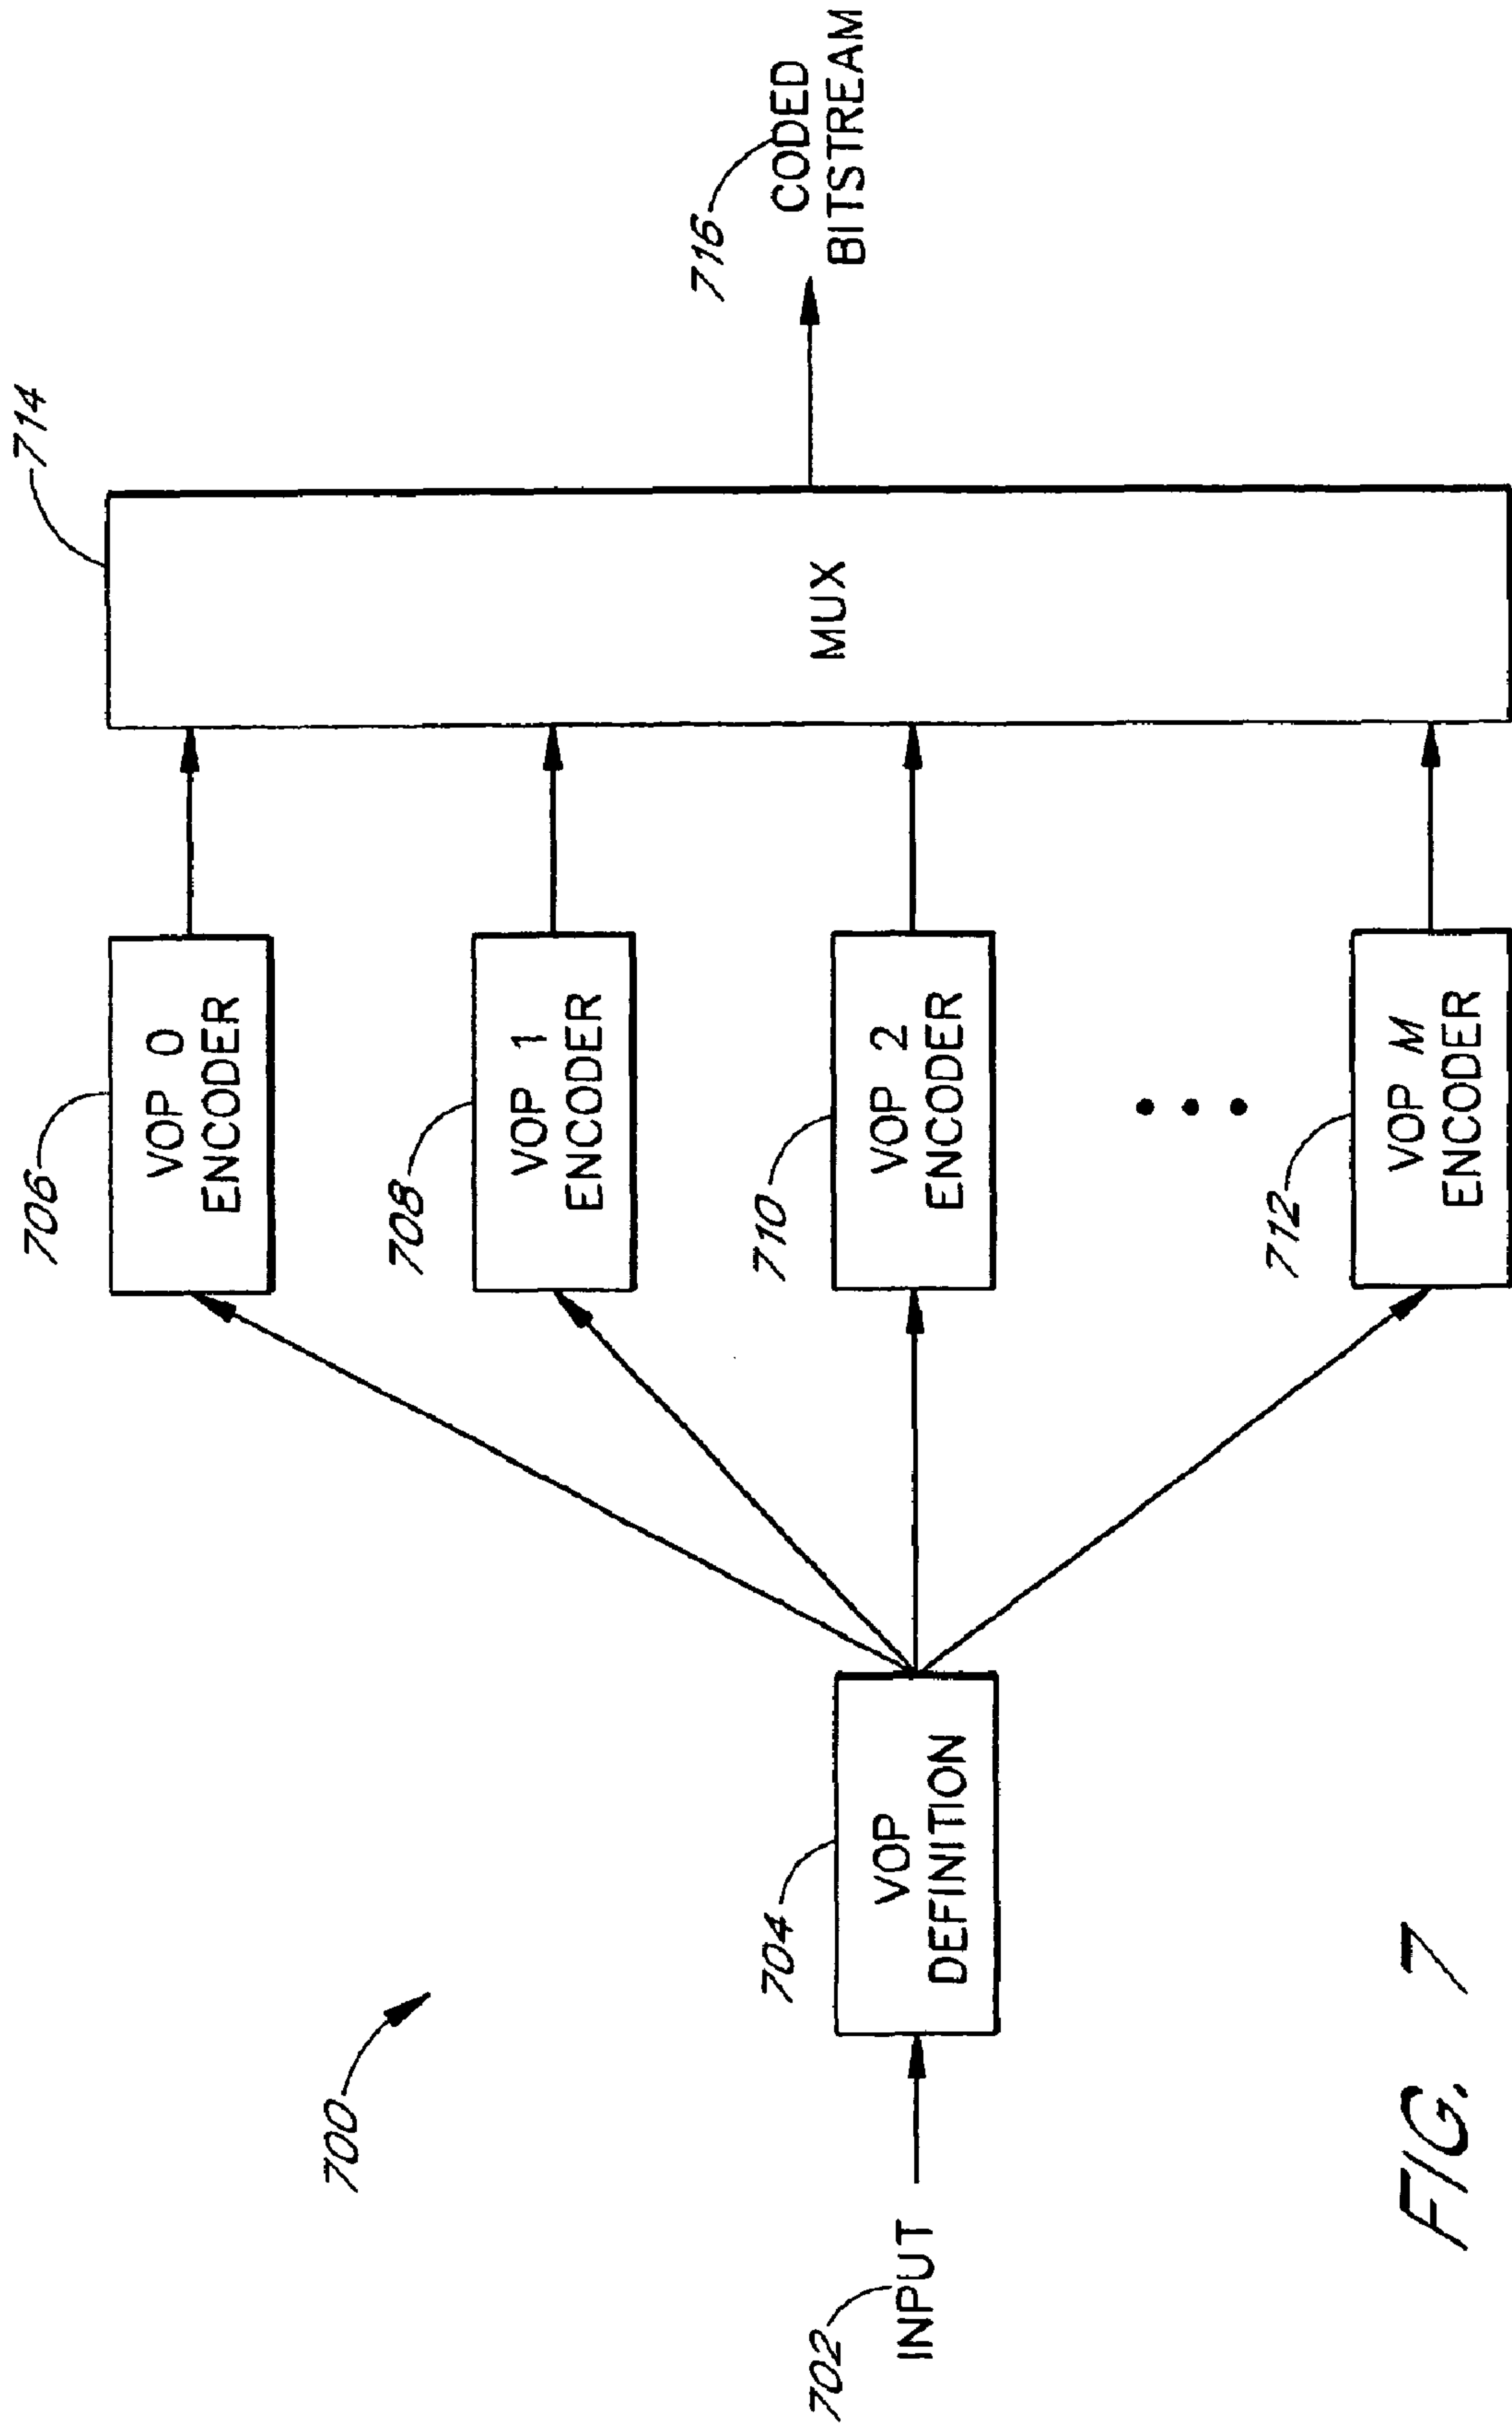 700
702
INPUT
704
VOP
DEFINITION
706
VOP 0
ENCODER
708
VOP 1
ENCODER
710
VOP 2
ENCODER
712
VOP M
ENCODER
714
MUX
716
CODED
BITSTREAM
FIG. 7